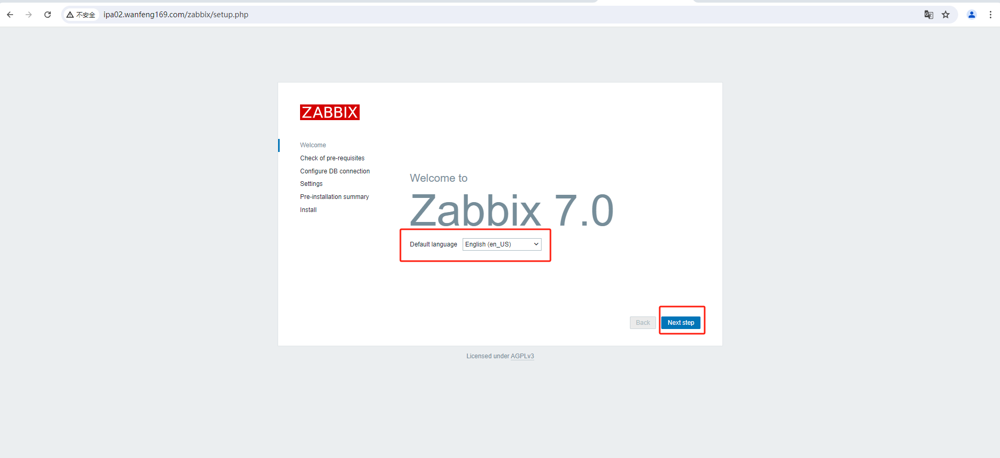 不安全 ipa02.wanfeng169.com/zabbix/setup.php
ZABBIX
Welcome
Check of pre-requisites
Configure DB connection
Settings
Pre-installation summary
Install
Welcome to
Zabbix 7.0
Default language English (en_US)
Back Next step
Licensed under AGPLv3